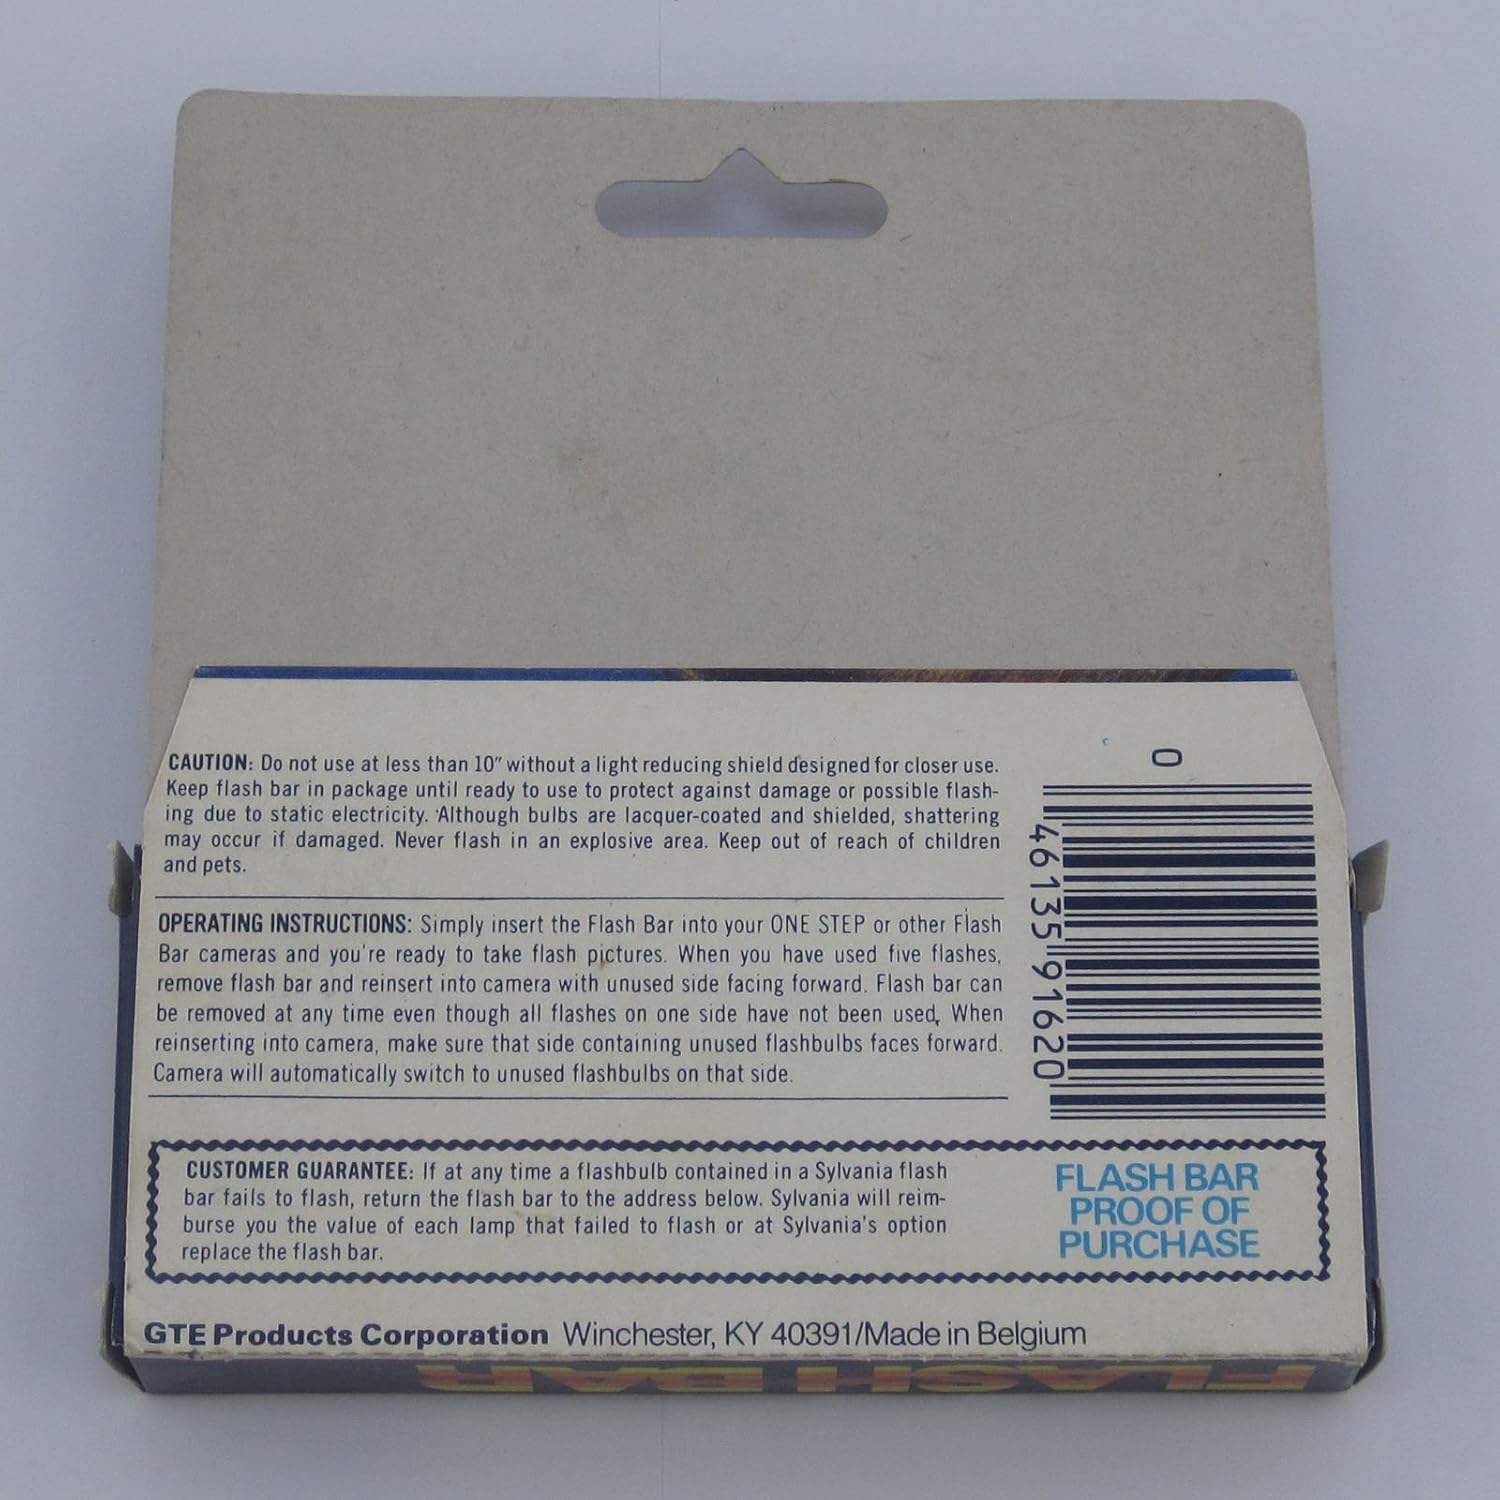 CAUTION: Do not use at less than 10″ without a light reducing shield designed for closer use.
Keep flash bar in package until ready to use to protect against damage or possible flash-
ing due to static electricity. Although bulbs are lacquer-coated and shielded, shattering
may occur if damaged. Never flash in an explosive area. Keep out of reach of children
and pets.
OPERATING INSTRUCTIONS: Simply insert the Flash Bar into your ONE STEP or other Flash
Bar cameras and you're ready to take flash pictures. When you have used five flashes,
remove flash bar and reinsert into camera with unused side facing forward. Flash bar can
be removed at any time even though all flashes on one side have not been used. When
reinserting into camera, make sure that side containing unused flashbulbs faces forward.
Camera will automatically switch to unused flashbulbs on that side.
0
46135 91620
CUSTOMER GUARANTEE: If at any time a flashbulb contained in a Sylvania flash
bar fails to flash, return the flash bar to the address below. Sylvania will reim-
burse you the value of each lamp that failed to flash or at Sylvania's option
replace the flash bar.
FLASH BAR
PROOF OF
PURCHASE
GTE Products Corporation Winchester, KY 40391/Made in Belgium
FLASH BAR